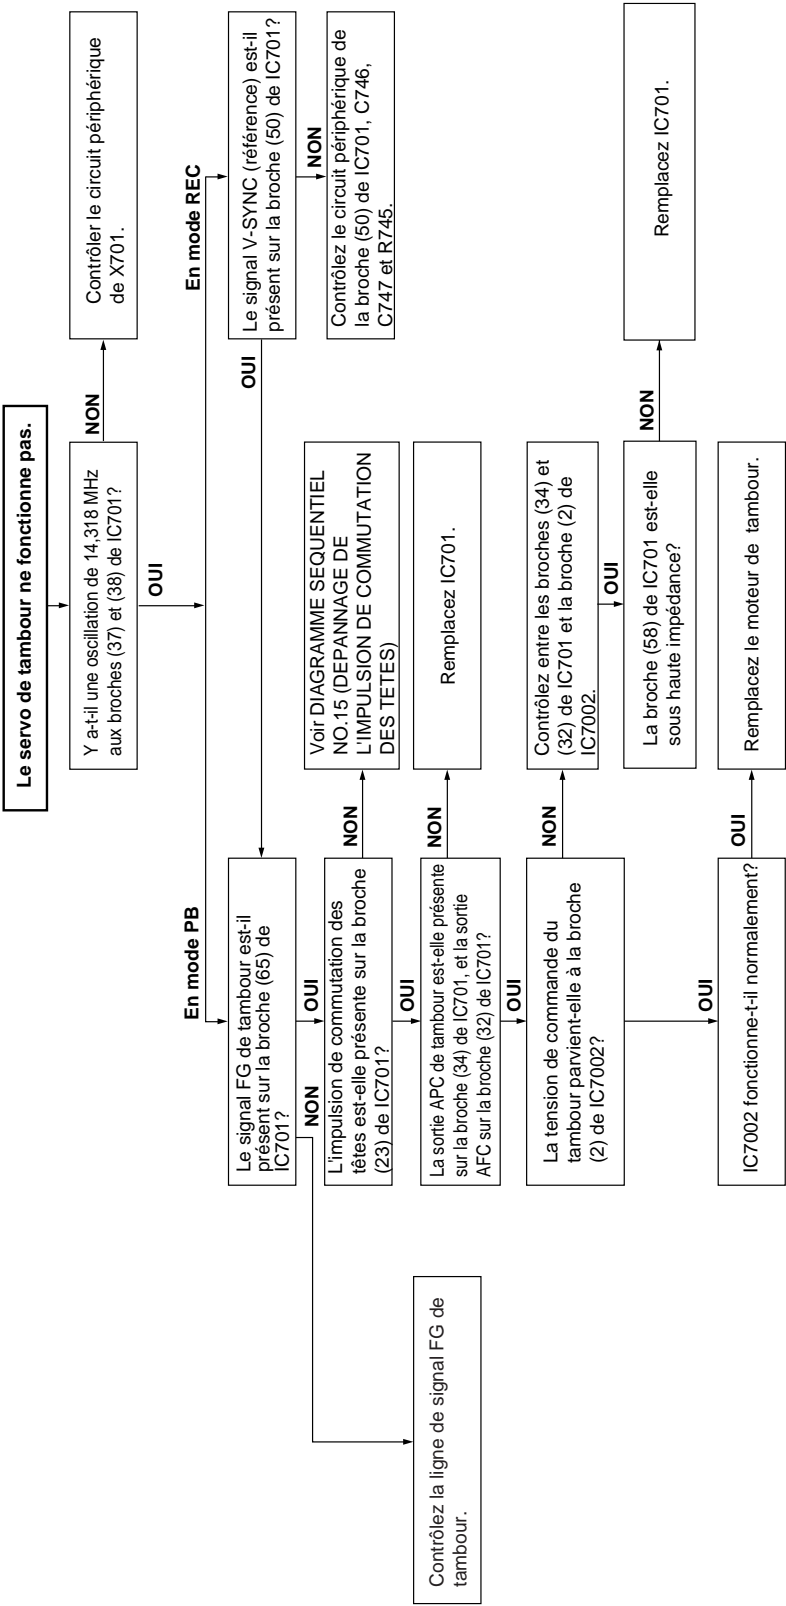 Le servo de tambour ne fonctionne pas.
Y a-t-il une oscillation de 14,318 MHz
aux broches (37) et (38) de IC701?
NON
Contrôler le circuit périphérique
de X701.
OUI
En mode PB
En mode REC
Le signal FG de tambour est-il
présent sur la broche (65) de
IC701?
OUI
Le signal V-SYNC (référence) est-il
présent sur la broche (50) de IC701?
NON
Contrôlez le circuit périphérique de
la broche (50) de IC701, C746,
C747 et R745.
NON
OUI
L'impulsion de commutation des
têtes est-elle présente sur la broche
(23) de IC701?
NON
Voir DIAGRAMME SEQUENTIEL
NO.15 (DEPANNAGE DE
L'IMPULSION DE COMMUTATION
DES TETES)
OUI
Contrôlez la ligne de signal FG de
tambour.
La sortie APC de tambour est-elle présente
sur la broche (34) de IC701, et la sortie
AFC sur la broche (32) de IC701?
NON
Remplacez IC701.
OUI
La tension de commande du
tambour parvient-elle à la broche
(2) de IC7002?
NON
Contrôlez entre les broches (34) et
(32) de IC701 et la broche (2) de
IC7002.
OUI
La broche (58) de IC701 est-elle
sous haute impédance?
NON
Remplacez IC701.
OUI
IC7002 fonctionne-t-il normalement?
OUI
Remplacez le moteur de tambour.